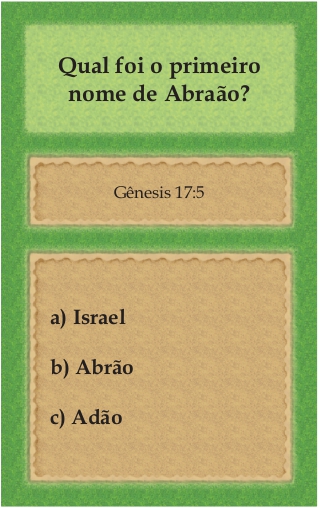 Qual foi o primeiro
nome de Abraão?
Gênesis 17:5
a) Israel
b) Abrão
c) Adão